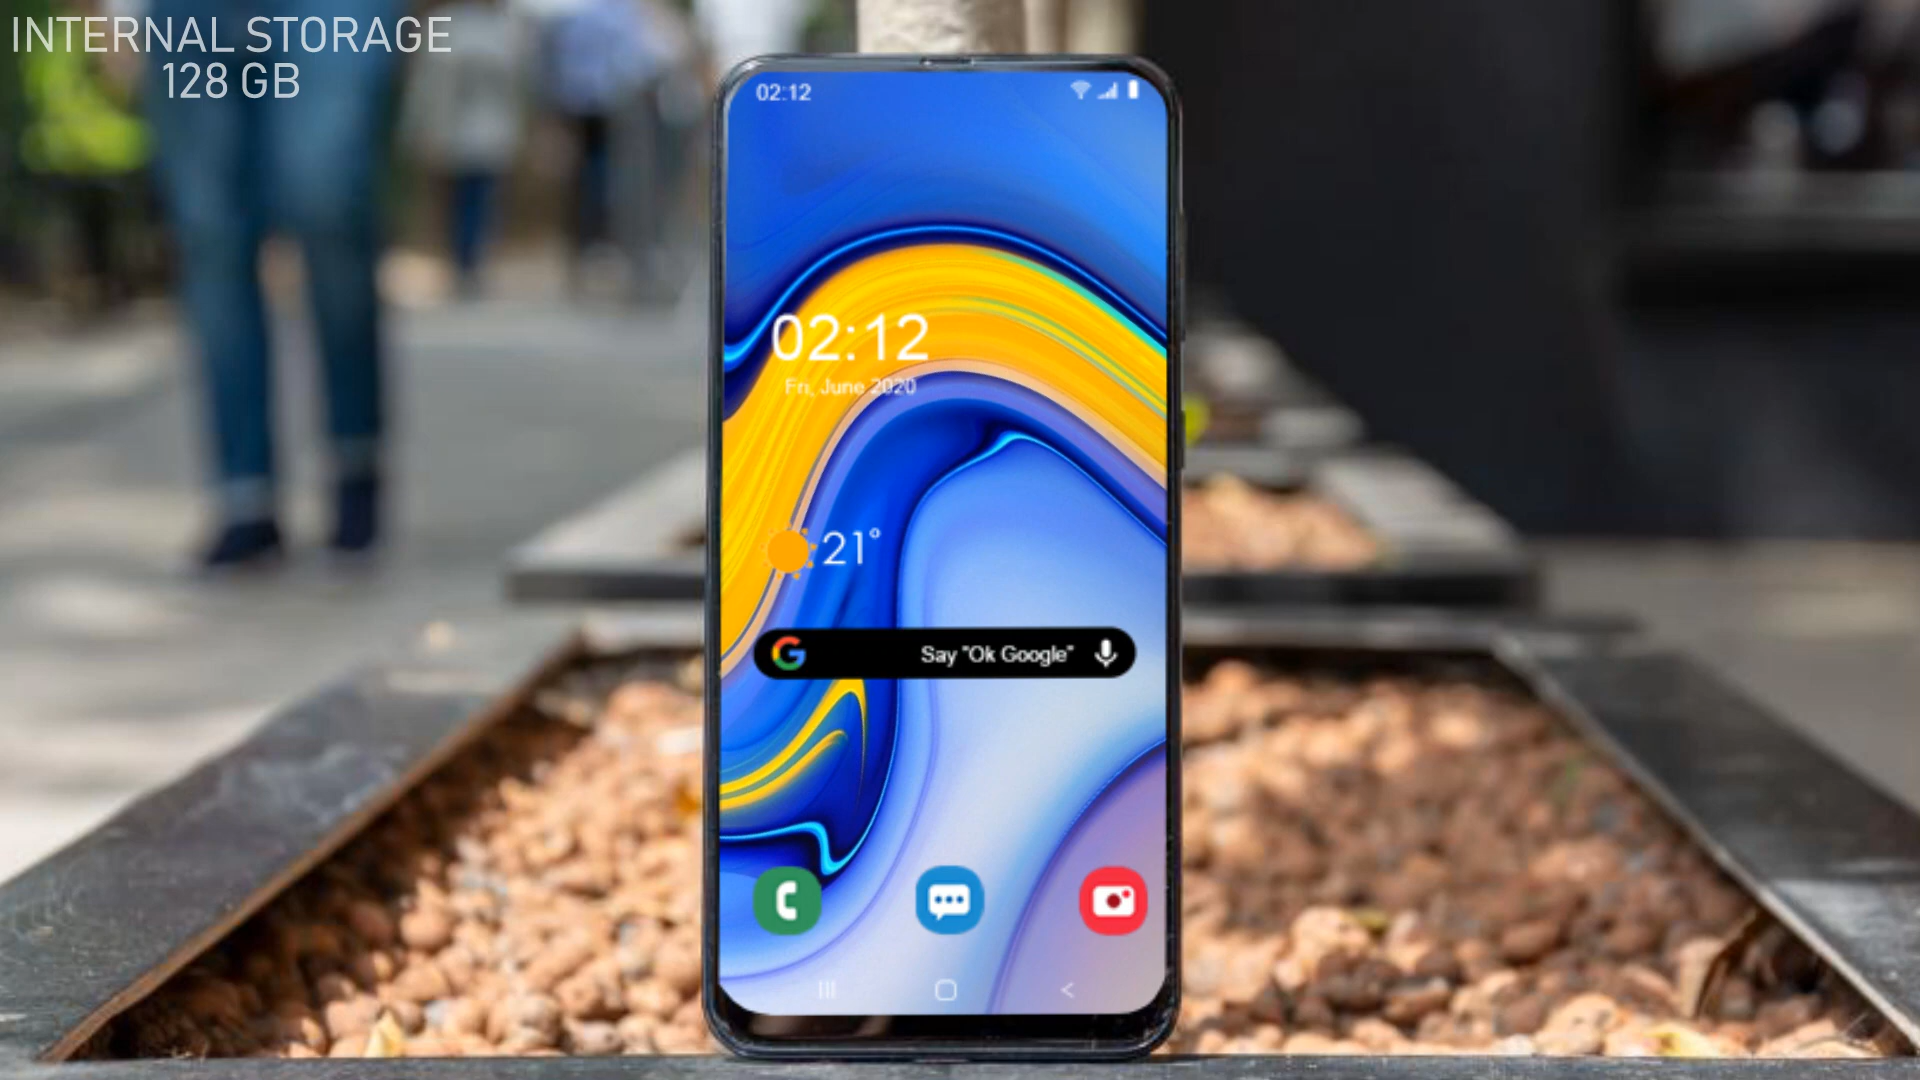 INTERNAL STORAGE
128 GB
02:12
02:12
Fri, June 2020
21°
Say "Ok Google"